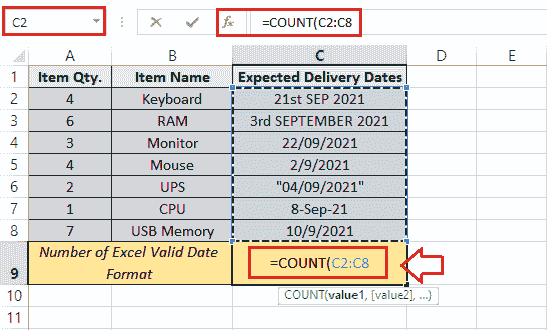 C2 fx =COUNT(C2:C8
A B C D E
1 Item Qty. Item Name Expected Delivery Dates
2 4 Keyboard 21st SEP 2021
3 6 RAM 3rd SEPTEMBER 2021
4 3 Monitor 22/09/2021
5 4 Mouse 2/9/2021
6 2 UPS "04/09/2021"
7 1 CPU 8-Sep-21
8 7 USB Memory 10/9/2021
9 Number of Excel Valid Date
Format =COUNT(C2:C8
10 COUNT(value1, [value2], ...)
11